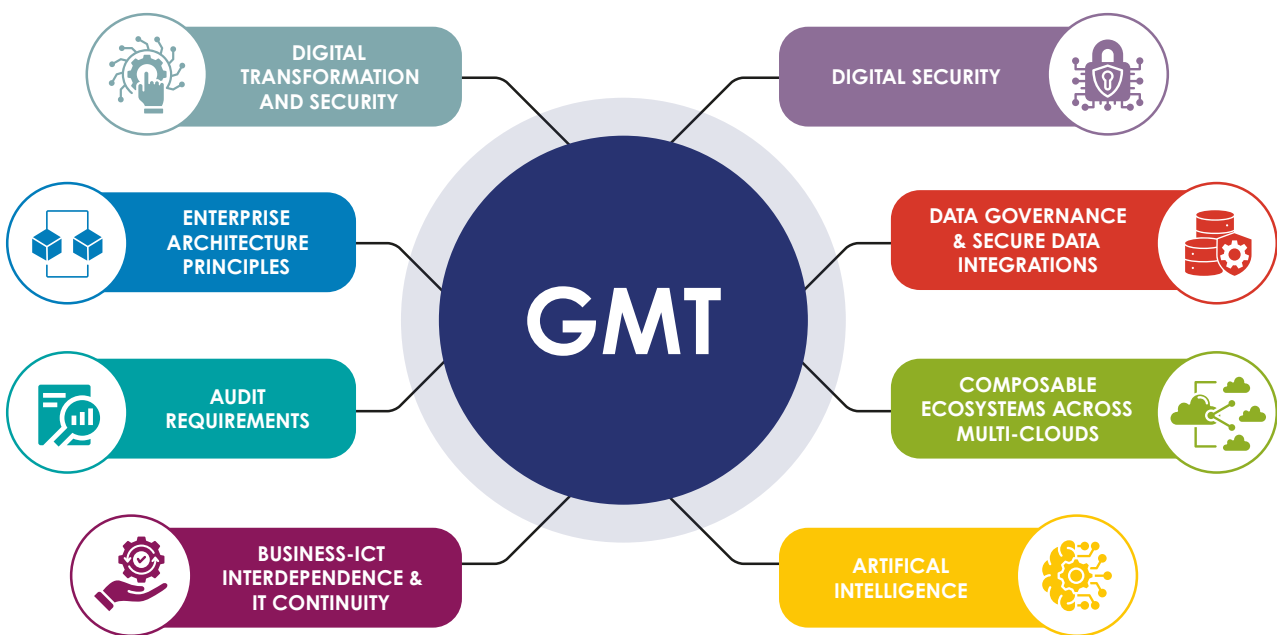 DIGITAL
TRANSFORMATION
AND SECURITY
DIGITAL SECURITY
ENTERPRISE
ARCHITECTURE
PRINCIPLES
DATA GOVERNANCE
& SECURE DATA
INTEGRATIONS
GMT
AUDIT
REQUIREMENTS
COMPOSABLE
ECOSYSTEMS ACROSS
MULTI-CLOUDS
BUSINESS-ICT
INTERDEPENDENCE &
IT CONTINUITY
ARTIFICAL
INTELLIGENCE